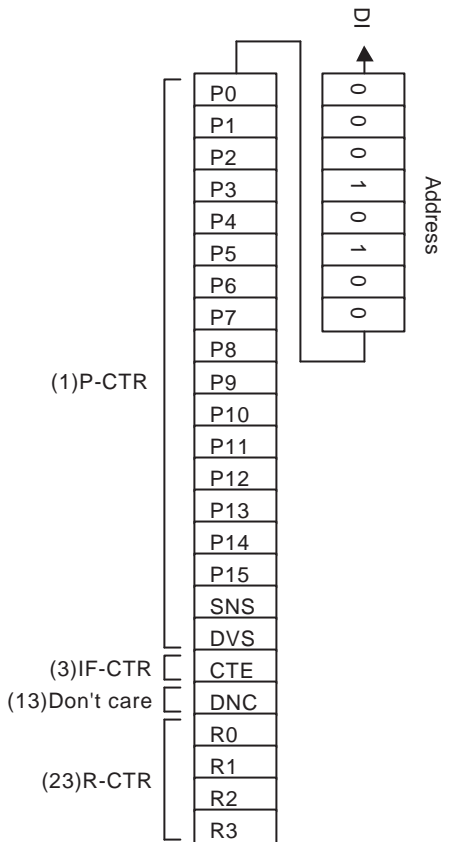 DI
0
0
0
1
0
1
0
0
Address
P0
P1
P2
P3
P4
P5
P6
P7
P8
P9
P10
P11
P12
P13
P14
P15
SNS
DVS
CTE
DNC
R0
R1
R2
R3
(1)P-CTR
(3)IF-CTR
(13)Don't care
(23)R-CTR